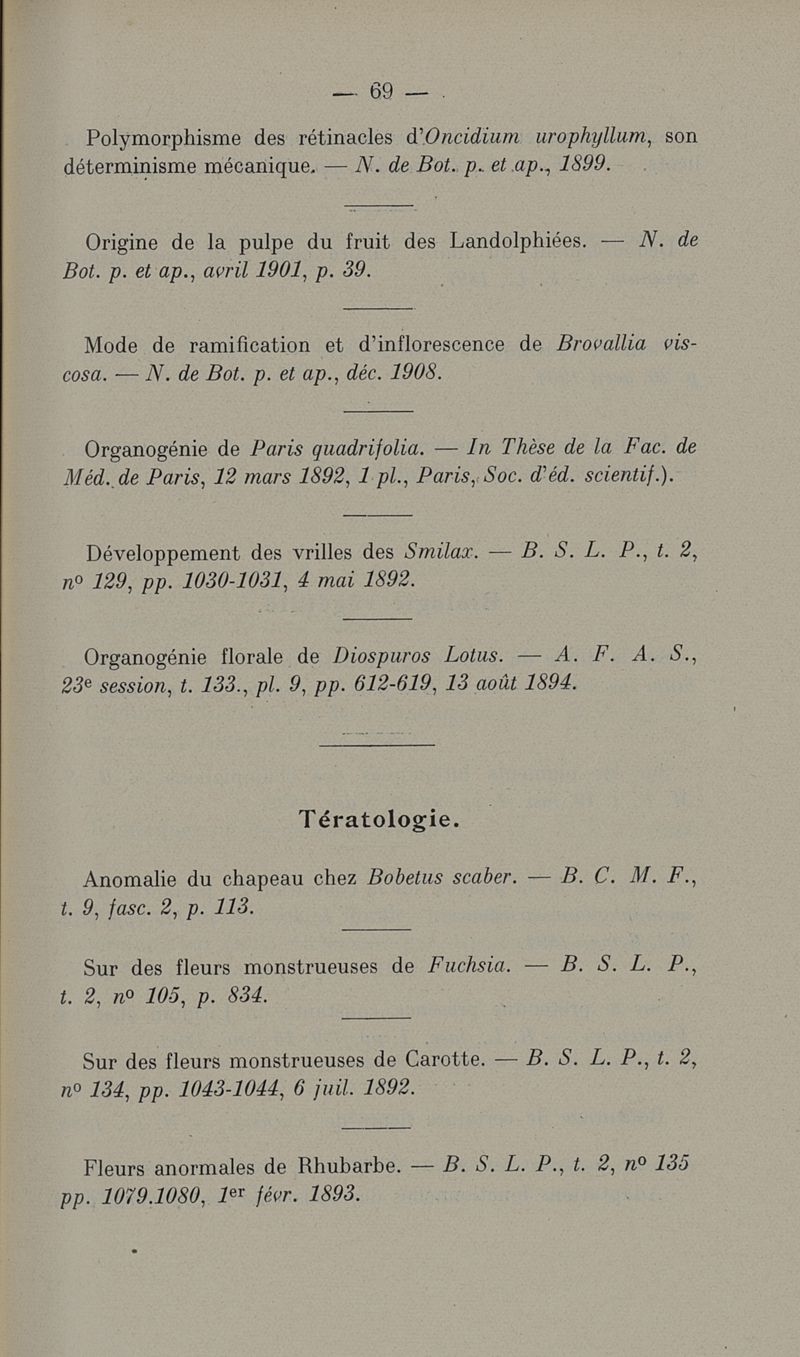 — 69 —
Polymorphisme des rétinacles d'Oncidium urophyllum, son
déterminisme mécanique. — N. de Bot. p. et ap., 1899.
Origine de la pulpe du fruit des Landolphiées. — N. de
Bot. p. et ap., avril 1901, p. 39.
Mode de ramification et d'inflorescence de Brovallia vis-
cosa. — N. de Bot. p. et ap., déc. 1908.
Organogénie de Paris quadrifolia. — In Thèse de la Fac. de
Méd. de Paris, 12 mars 1892, 1 pl., Paris, Soc. d'éd. scientif.).
Développement des vrilles des Smilax. — B. S. L. P., t. 2,
nº 129, pp. 1030-1031, 4 mai 1892.
Organogénie florale de Diospuros Lotus. — A. F. A. S.,
23e session, t. 133., pl. 9, pp. 612-619, 13 août 1894.
Tératologie.
Anomalie du chapeau chez Bobetus scaber. — B. C. M. F.,
t. 9, fasc. 2, p. 113.
Sur des fleurs monstrueuses de Fuchsia. — B. S. L. P.,
t. 2, nº 105, p. 834.
Sur des fleurs monstrueuses de Carotte. — B. S. L. P., t. 2,
nº 134, pp. 1043-1044, 6 juil. 1892.
Fleurs anormales de Rhubarbe. — B. S. L. P., t. 2, nº 135
pp. 1079.1080, 1er févr. 1893.